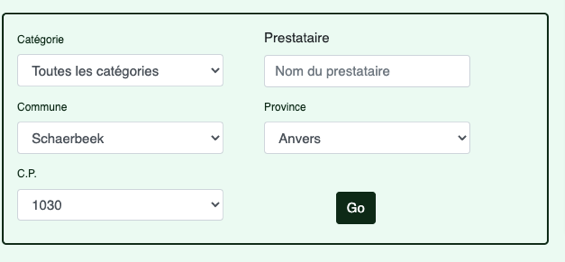 Catégorie
Toutes les catégories
Prestataire
Nom du prestataire
Commune
Schaerbeek
Province
Anvers
C.P.
1030
Go